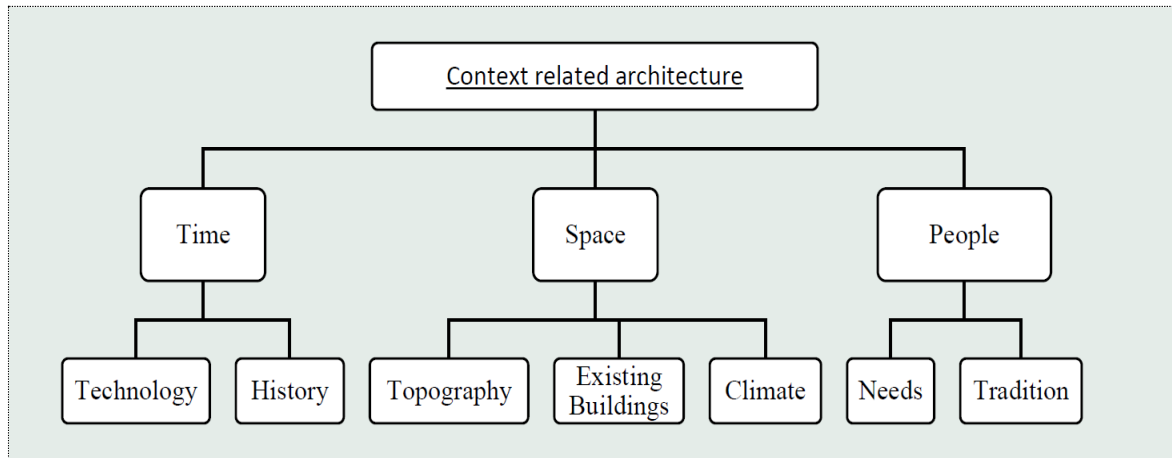 Context related architecture
Time
Space
People
Technology
History
Topography
Existing
Buildings
Climate
Needs
Tradition